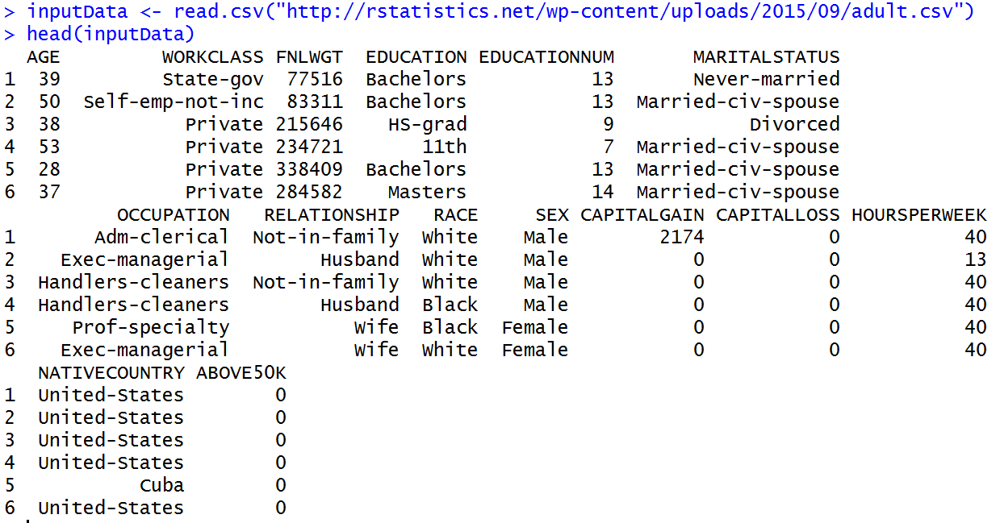 > inputData <- read.csv("http://rstatistics.net/wp-content/uploads/2015/09/adult.csv")
> head(inputData)
  AGE         WORKCLASS FNLWGT  EDUCATION EDUCATIONNUM       MARITALSTATUS
1  39         State-gov  77516  Bachelors           13       Never-married
2  50  Self-emp-not-inc  83311  Bachelors           13  Married-civ-spouse
3  38           Private 215646    HS-grad            9            Divorced
4  53           Private 234721       11th            7  Married-civ-spouse
5  28           Private 338409  Bachelors           13  Married-civ-spouse
6  37           Private 284582    Masters           14  Married-civ-spouse
          OCCUPATION   RELATIONSHIP   RACE     SEX CAPITALGAIN CAPITALLOSS HOURSPERWEEK
1       Adm-clerical  Not-in-family  White    Male        2174           0           40
2    Exec-managerial        Husband  White    Male           0           0           13
3  Handlers-cleaners  Not-in-family  White    Male           0           0           40
4  Handlers-cleaners        Husband  Black    Male           0           0           40
5     Prof-specialty           Wife  Black  Female           0           0           40
6    Exec-managerial           Wife  White  Female           0           0           40
   NATIVECOUNTRY ABOVE50K
1  United-States        0
2  United-States        0
3  United-States        0
4  United-States        0
5           Cuba        0
6  United-States        0